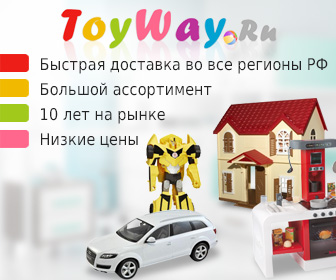 ToyWay.Ru
Быстрая доставка во все регионы РФ
Большой ассортимент
10 лет на рынке
Низкие цены